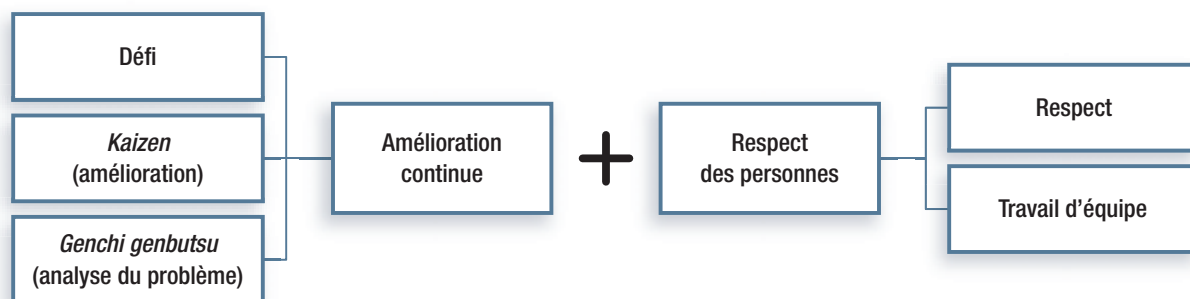 Défi
Kaizen
(amélioration)
Genchi genbutsu
(analyse du problème)
Amélioration
continue
+
Respect
des personnes
Respect
Travail d'équipe